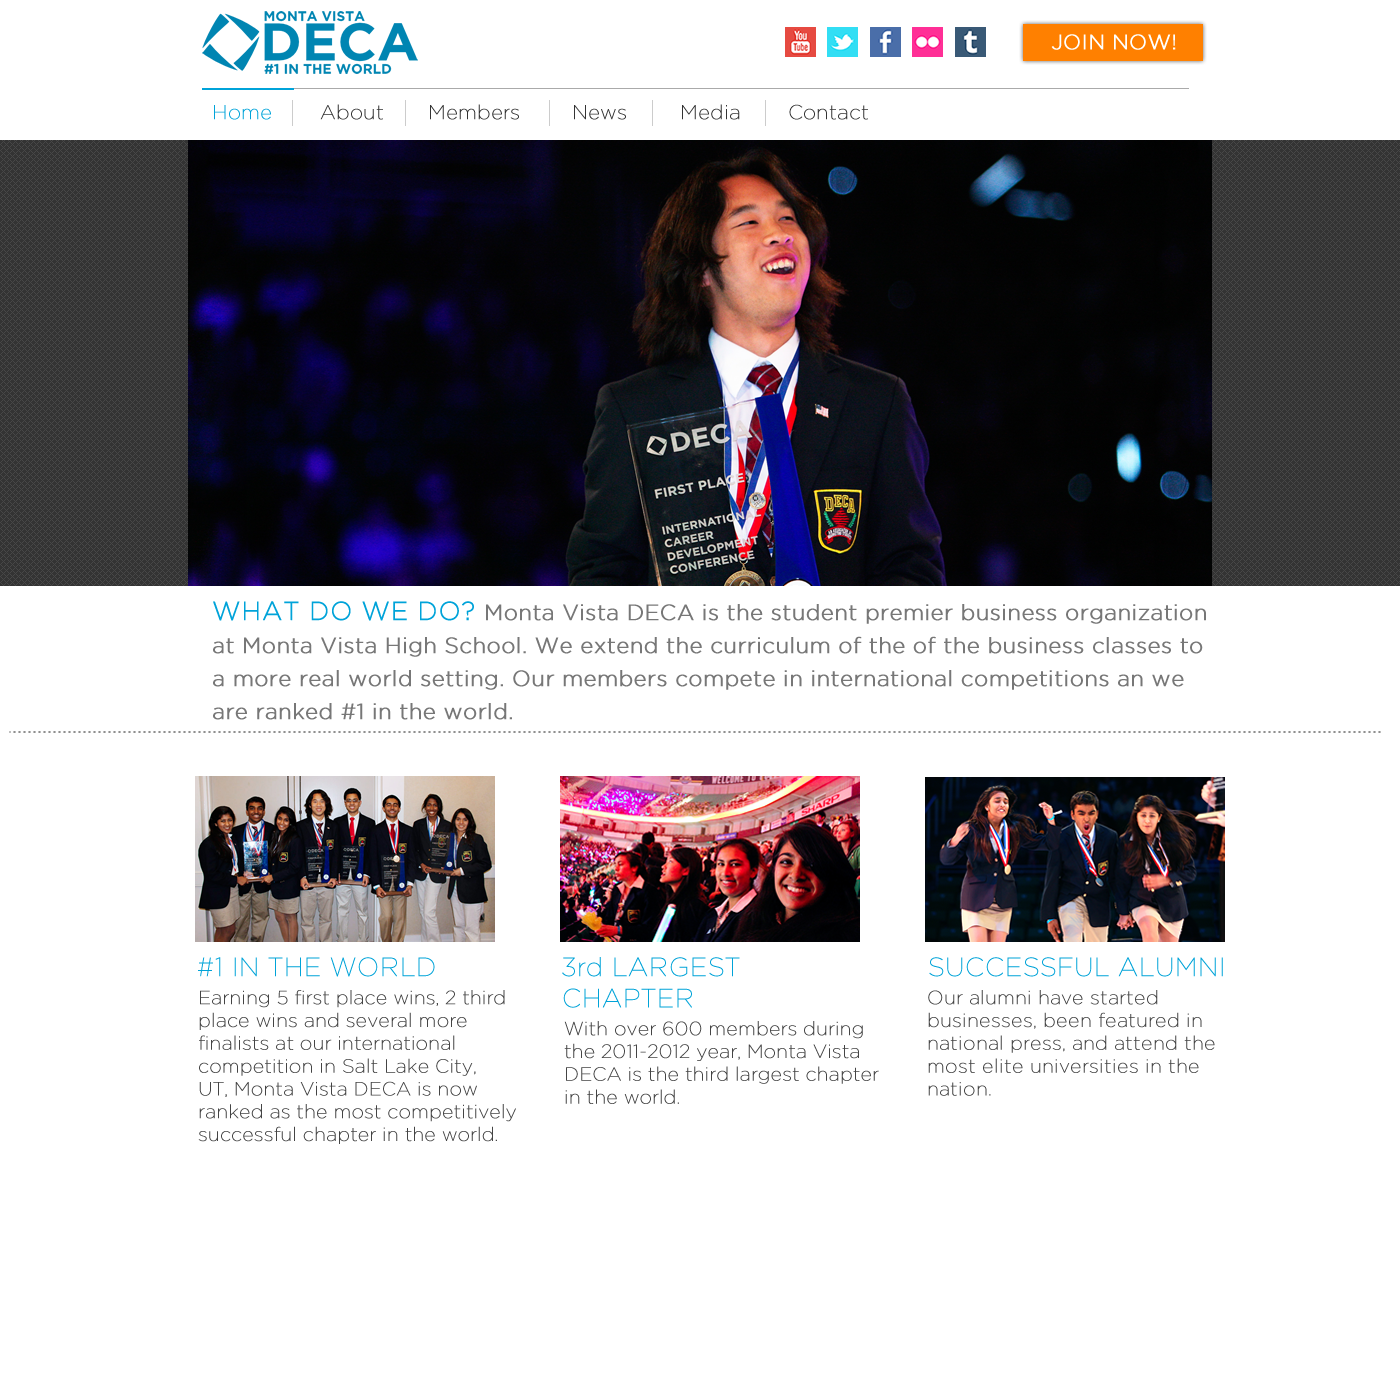 MONTA VISTA
DECA
#1 IN THE WORLD
You
Tube
f
t
JOIN NOW!
Home
About
Members
News
Media
Contact
DECA
FIRST PLACE
INTERNATIONAL
CAREER
DEVELOPMENT
CONFERENCE
DECA
WHAT DO WE DO? Monta Vista DECA is the student premier business organization
at Monta Vista High School. We extend the curriculum of the of the business classes to
a more real world setting. Our members compete in international competitions an we
are ranked #1 in the world.
DECA
WELCOME TO
SHARP
#1 IN THE WORLD
Earning 5 first place wins, 2 third
place wins and several more
finalists at our international
competition in Salt Lake City,
UT, Monta Vista DECA is now
ranked as the most competitively
successful chapter in the world.
3rd LARGEST
CHAPTER
With over 600 members during
the 2011-2012 year, Monta Vista
DECA is the third largest chapter
in the world.
SUCCESSFUL ALUMNI
Our alumni have started
businesses, been featured in
national press, and attend the
most elite universities in the
nation.